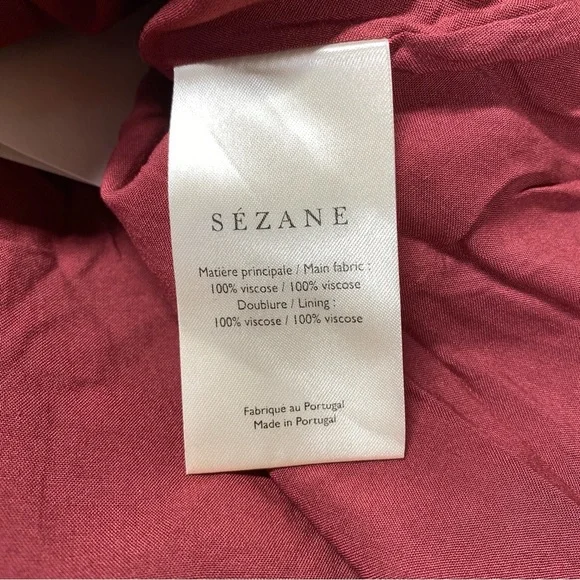 SÉZANE
Matière principale / Main fabric :
100% viscose / 100% viscose
Doublure / Lining :
100% viscose / 100% viscose
Fabrique au Portugal
Made in Portugal